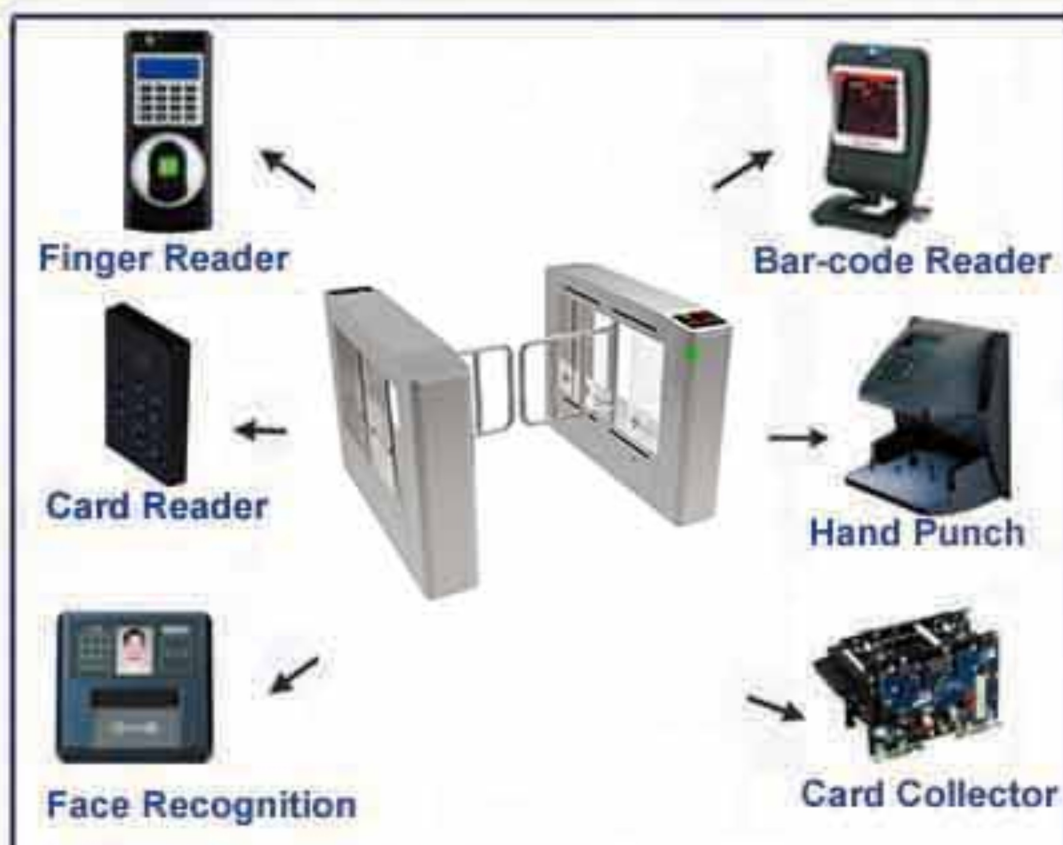 Finger Reader
Bar-code Reader
Card Reader
Hand Punch
Face Recognition
Card Collector